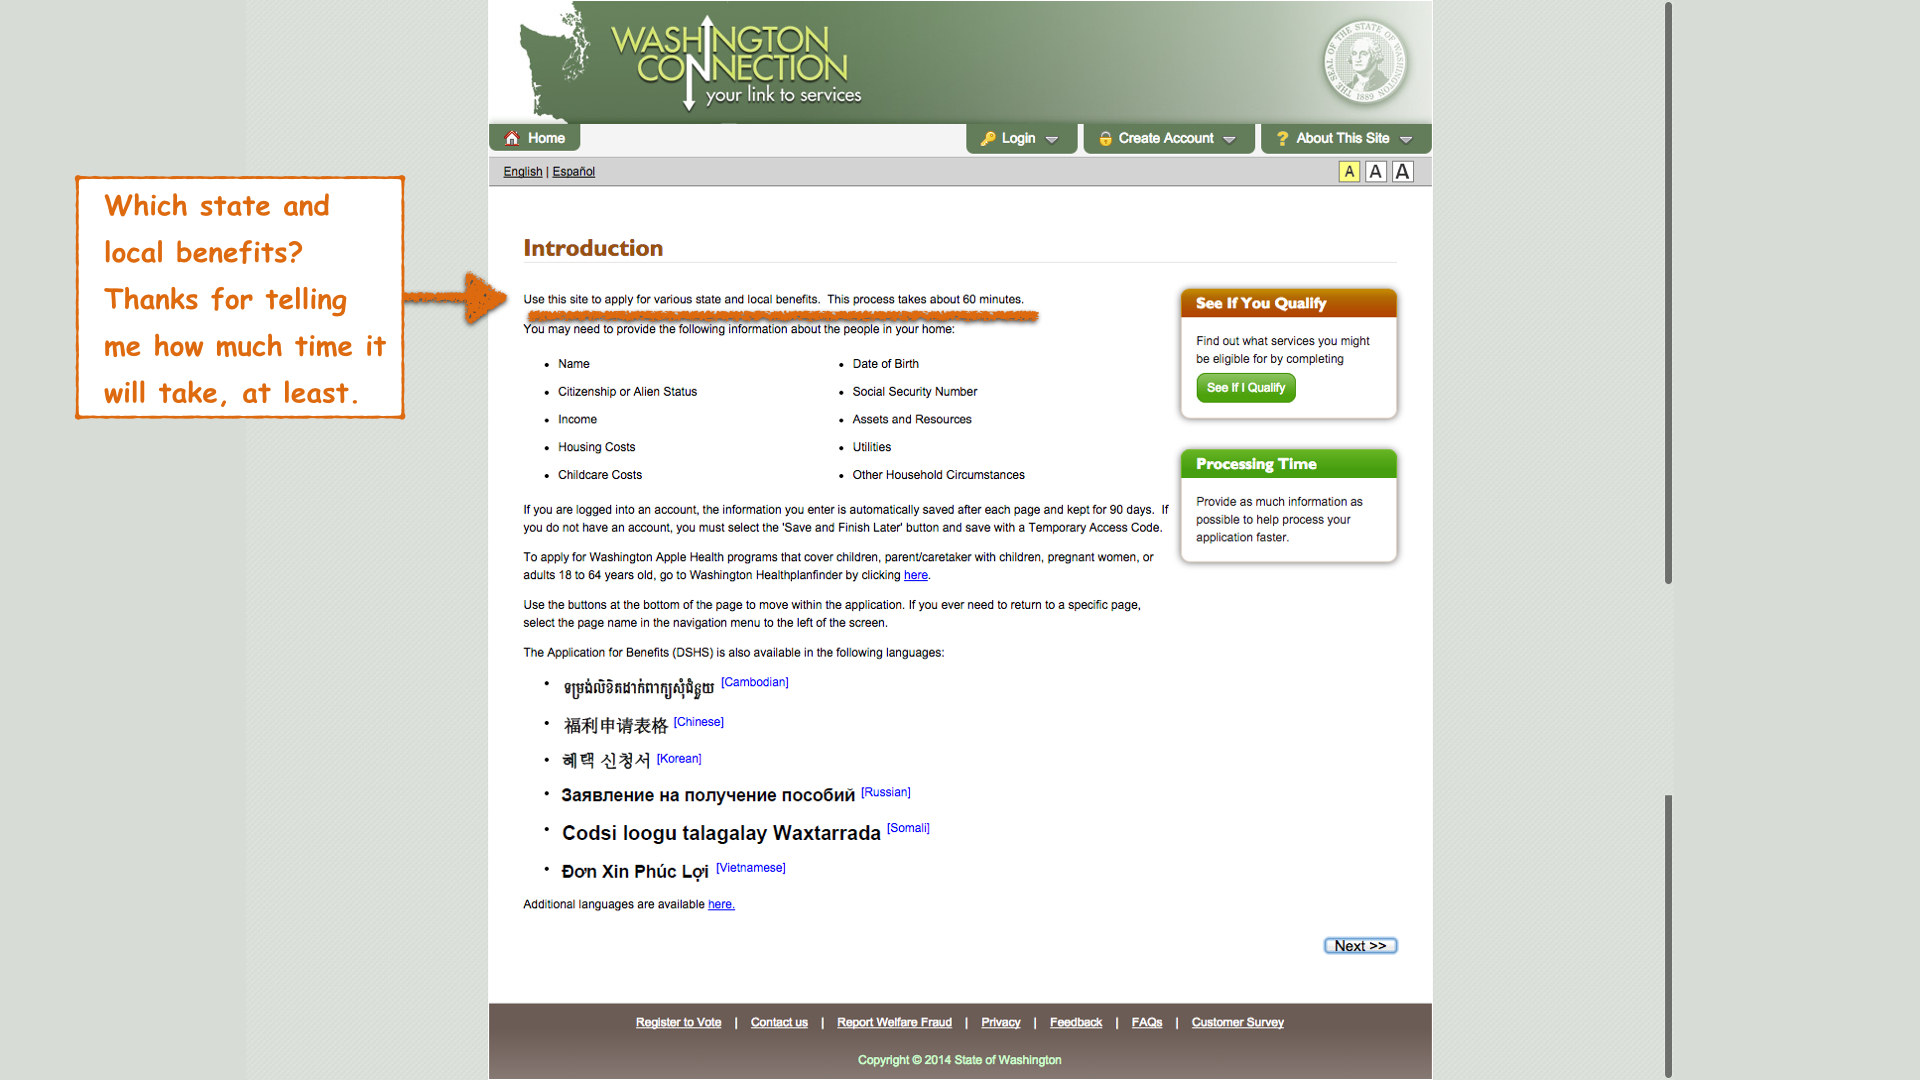 WASHINGTON
CONNECTION
your link to services
THE SEAL OF THE STATE OF WASHINGTON
1889
Home
Login
Create Account
? About This Site
English | Español
A A A
Which state and
local benefits?
Thanks for telling
me how much time it
will take, at least.
Introduction
Use this site to apply for various state and local benefits. This process takes about 60 minutes.
You may need to provide the following information about the people in your home:
• Name
• Citizenship or Alien Status
• Income
• Housing Costs
• Childcare Costs
• Date of Birth
• Social Security Number
• Assets and Resources
• Utilities
• Other Household Circumstances
If you are logged into an account, the information you enter is automatically saved after each page and kept for 90 days. If
you do not have an account, you must select the 'Save and Finish Later' button and save with a Temporary Access Code.
To apply for Washington Apple Health programs that cover children, parent/caretaker with children, pregnant women, or
adults 18 to 64 years old, go to Washington Healthplanfinder by clicking here.
Use the buttons at the bottom of the page to move within the application. If you ever need to return to a specific page,
select the page name in the navigation menu to the left of the screen.
The Application for Benefits (DSHS) is also available in the following languages:
• ទម្រង់លិខិតដាក់ពាក្យសុំជំនួយ [Cambodian]
• 福利申请表格 [Chinese]
• 혜택 신청서 [Korean]
• Заявление на получение пособий [Russian]
• Codsi loogu talagalay Waxtarrada [Somali]
• Đơn Xin Phúc Lợi [Vietnamese]
Additional languages are available here.
See If You Qualify
Find out what services you might
be eligible for by completing
See If I Qualify
Processing Time
Provide as much information as
possible to help process your
application faster.
Next >>
Register to Vote | Contact us | Report Welfare Fraud | Privacy | Feedback | FAQs | Customer Survey
Copyright © 2014 State of Washington